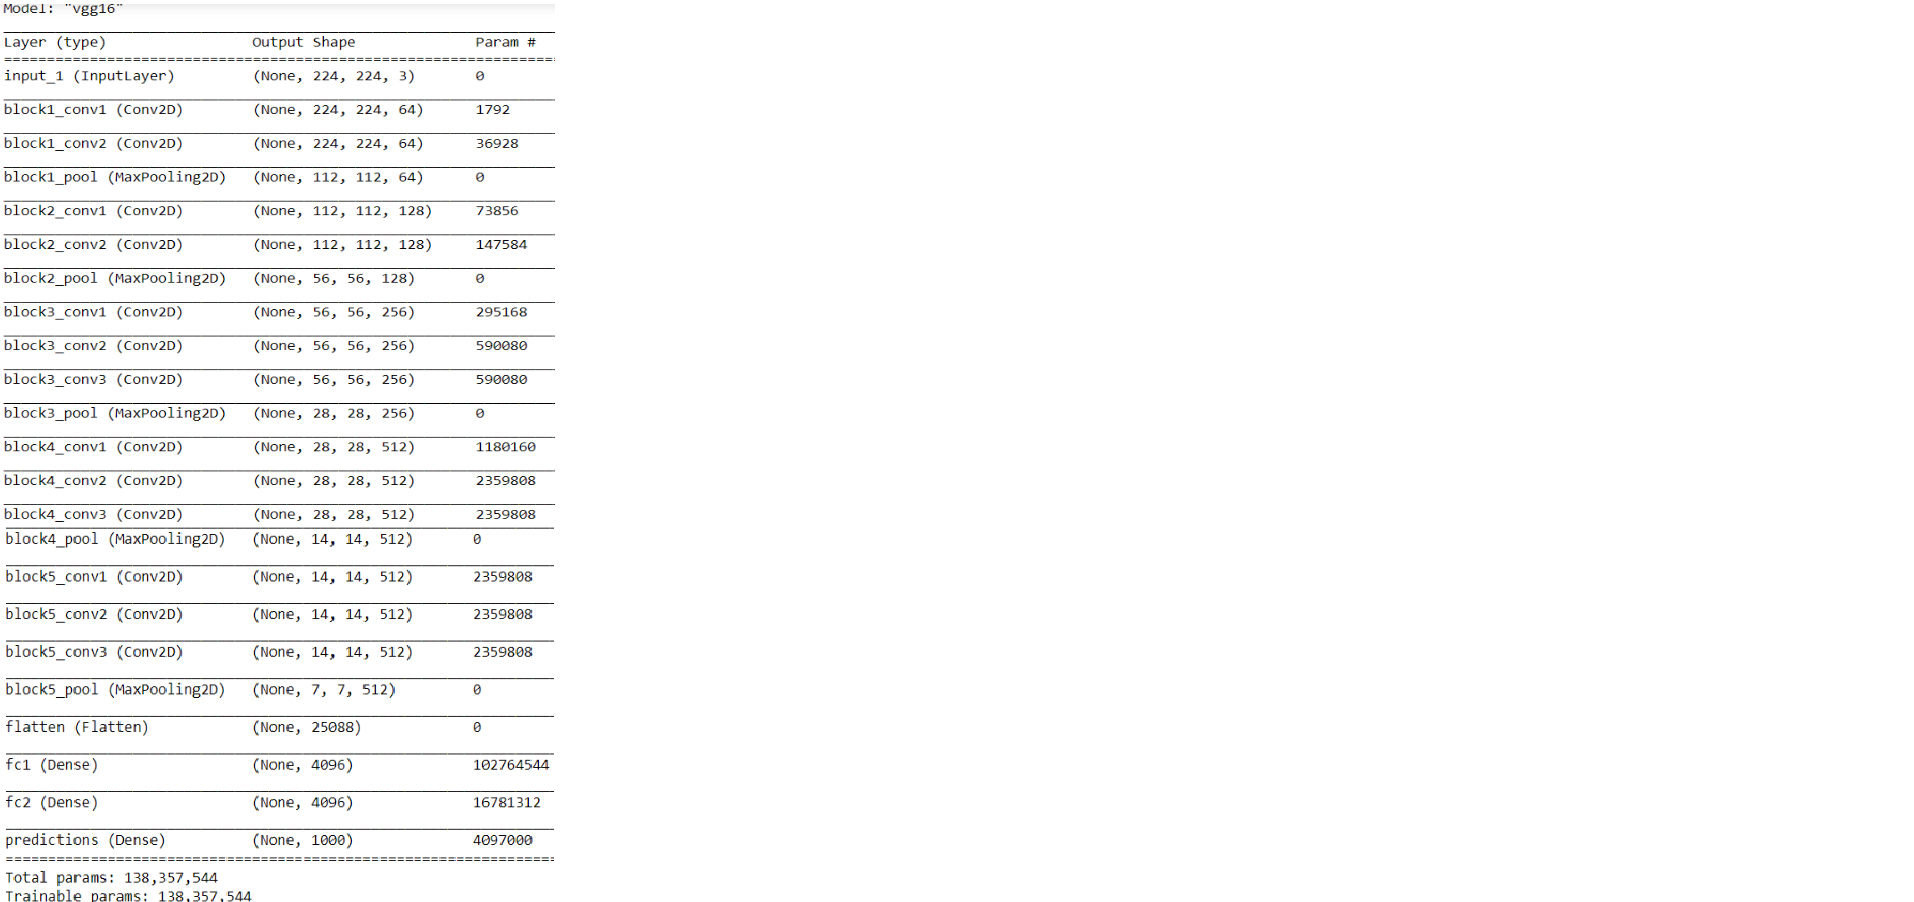 Model: "vgg16"
Layer (type) Output Shape Param #
input_1 (InputLayer) (None, 224, 224, 3) 0
block1_conv1 (Conv2D) (None, 224, 224, 64) 1792
block1_conv2 (Conv2D) (None, 224, 224, 64) 36928
block1_pool (MaxPooling2D) (None, 112, 112, 64) 0
block2_conv1 (Conv2D) (None, 112, 112, 128) 73856
block2_conv2 (Conv2D) (None, 112, 112, 128) 147584
block2_pool (MaxPooling2D) (None, 56, 56, 128) 0
block3_conv1 (Conv2D) (None, 56, 56, 256) 295168
block3_conv2 (Conv2D) (None, 56, 56, 256) 590080
block3_conv3 (Conv2D) (None, 56, 56, 256) 590080
block3_pool (MaxPooling2D) (None, 28, 28, 256) 0
block4_conv1 (Conv2D) (None, 28, 28, 512) 1180160
block4_conv2 (Conv2D) (None, 28, 28, 512) 2359808
block4_conv3 (Conv2D) (None, 28, 28, 512) 2359808
block4_pool (MaxPooling2D) (None, 14, 14, 512) 0
block5_conv1 (Conv2D) (None, 14, 14, 512) 2359808
block5_conv2 (Conv2D) (None, 14, 14, 512) 2359808
block5_conv3 (Conv2D) (None, 14, 14, 512) 2359808
block5_pool (MaxPooling2D) (None, 7, 7, 512) 0
flatten (Flatten) (None, 25088) 0
fc1 (Dense) (None, 4096) 102764544
fc2 (Dense) (None, 4096) 16781312
predictions (Dense) (None, 1000) 4097000
Total params: 138,357,544
Trainable params: 138,357,544